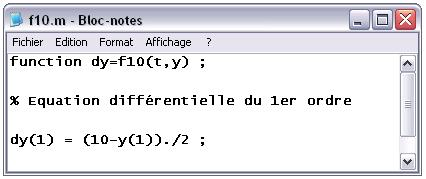 f10.m - Bloc-notes
Fichier Edition Format Affichage ?
function dy=f10(t,y) ;
% Equation différentielle du 1er ordre
dy(1) = (10-y(1))./2 ;